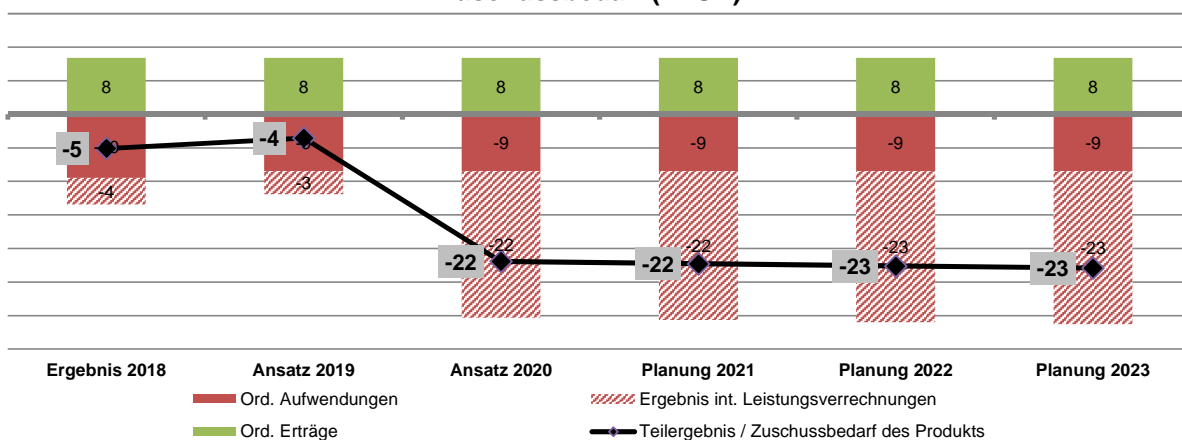 8 8 8 8 8 8
-5 -4 -9 -9 -9 -9
-4 -3 -22 -22 -23 -23
-22 -22 -23 -23
Ergebnis 2018 Ansatz 2019 Ansatz 2020 Planung 2021 Planung 2022 Planung 2023
Ord. Aufwendungen Ergebnis int. Leistungsverrechnungen
Ord. Erträge Teilergebnis / Zuschussbedarf des Produkts